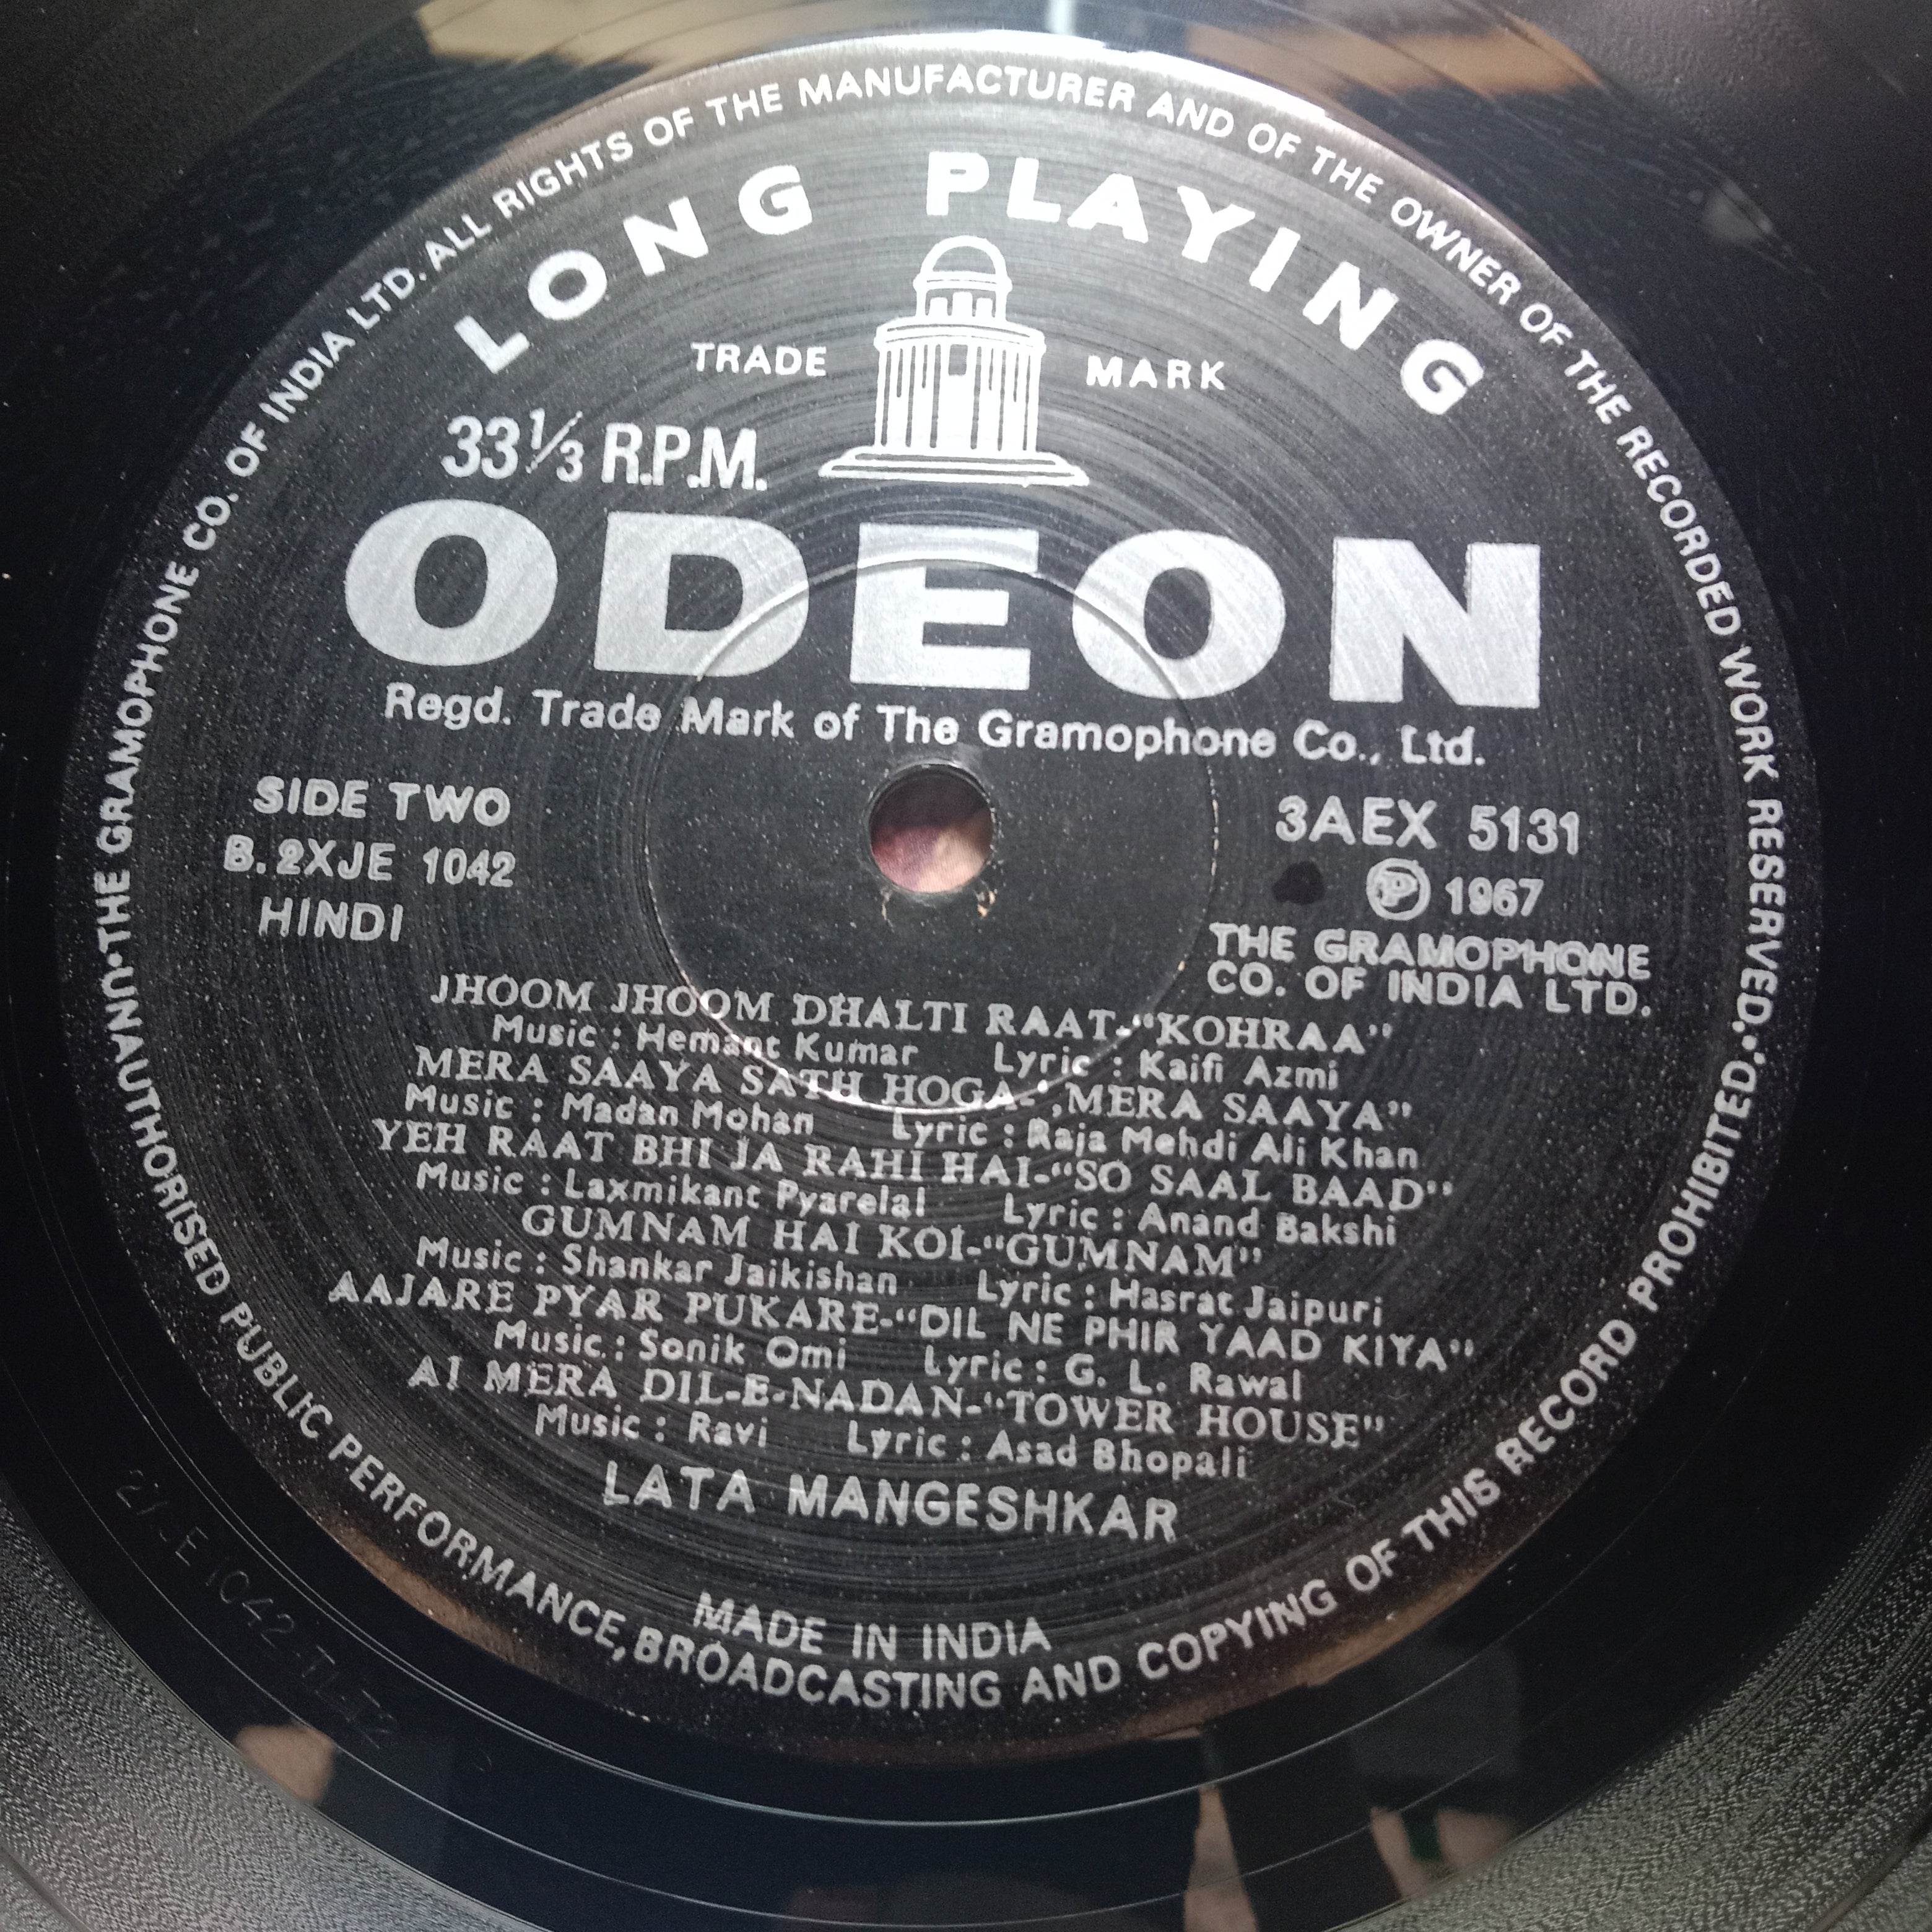 THE GRAMOPHONE CO. OF INDIA LTD. ALL RIGHTS OF THE MANUFACTURER AND OF THE OWNER OF THE RECORDED WORK RESERVED.
UNAUTHORISED PUBLIC PERFORMANCE, BROADCASTING AND COPYING OF THIS RECORD PROHIBITED.
LONG PLAYING
TRADE MARK
33 1/3 R.P.M.
ODEON
Regd. Trade Mark of The Gramophone Co., Ltd.
SIDE TWO
B. 2XJE 1042
HINDI
3AEX 5131
Ⓟ 1967
THE GRAMOPHONE
CO. OF INDIA LTD.
JHOOM JHOOM DHALTI RAAT-"KOHRAA"
Music : Hemant Kumar Lyric : Kaifi Azmi
MERA SAAYA SATH HOGA-"MERA SAAYA"
Music : Madan Mohan Lyric : Raja Mehdi Ali Khan
YEH RAAT BHI JA RAHI HAI-"SO SAAL BAAD"
Music : Laxmikant Pyarelal Lyric : Anand Bakshi
GUMNAM HAI KOI-"GUMNAM"
Music : Shankar Jaikishan Lyric : Hasrat Jaipuri
AAJARE PYAR PUKARE-"DIL NE PHIR YAAD KIYA"
Music : Sonik Omi Lyric : G. L. Rawal
AI MERA DIL-E-NADAN-"TOWER HOUSE"
Music : Ravi Lyric : Asad Bhopali
LATA MANGESHKAR
MADE IN INDIA